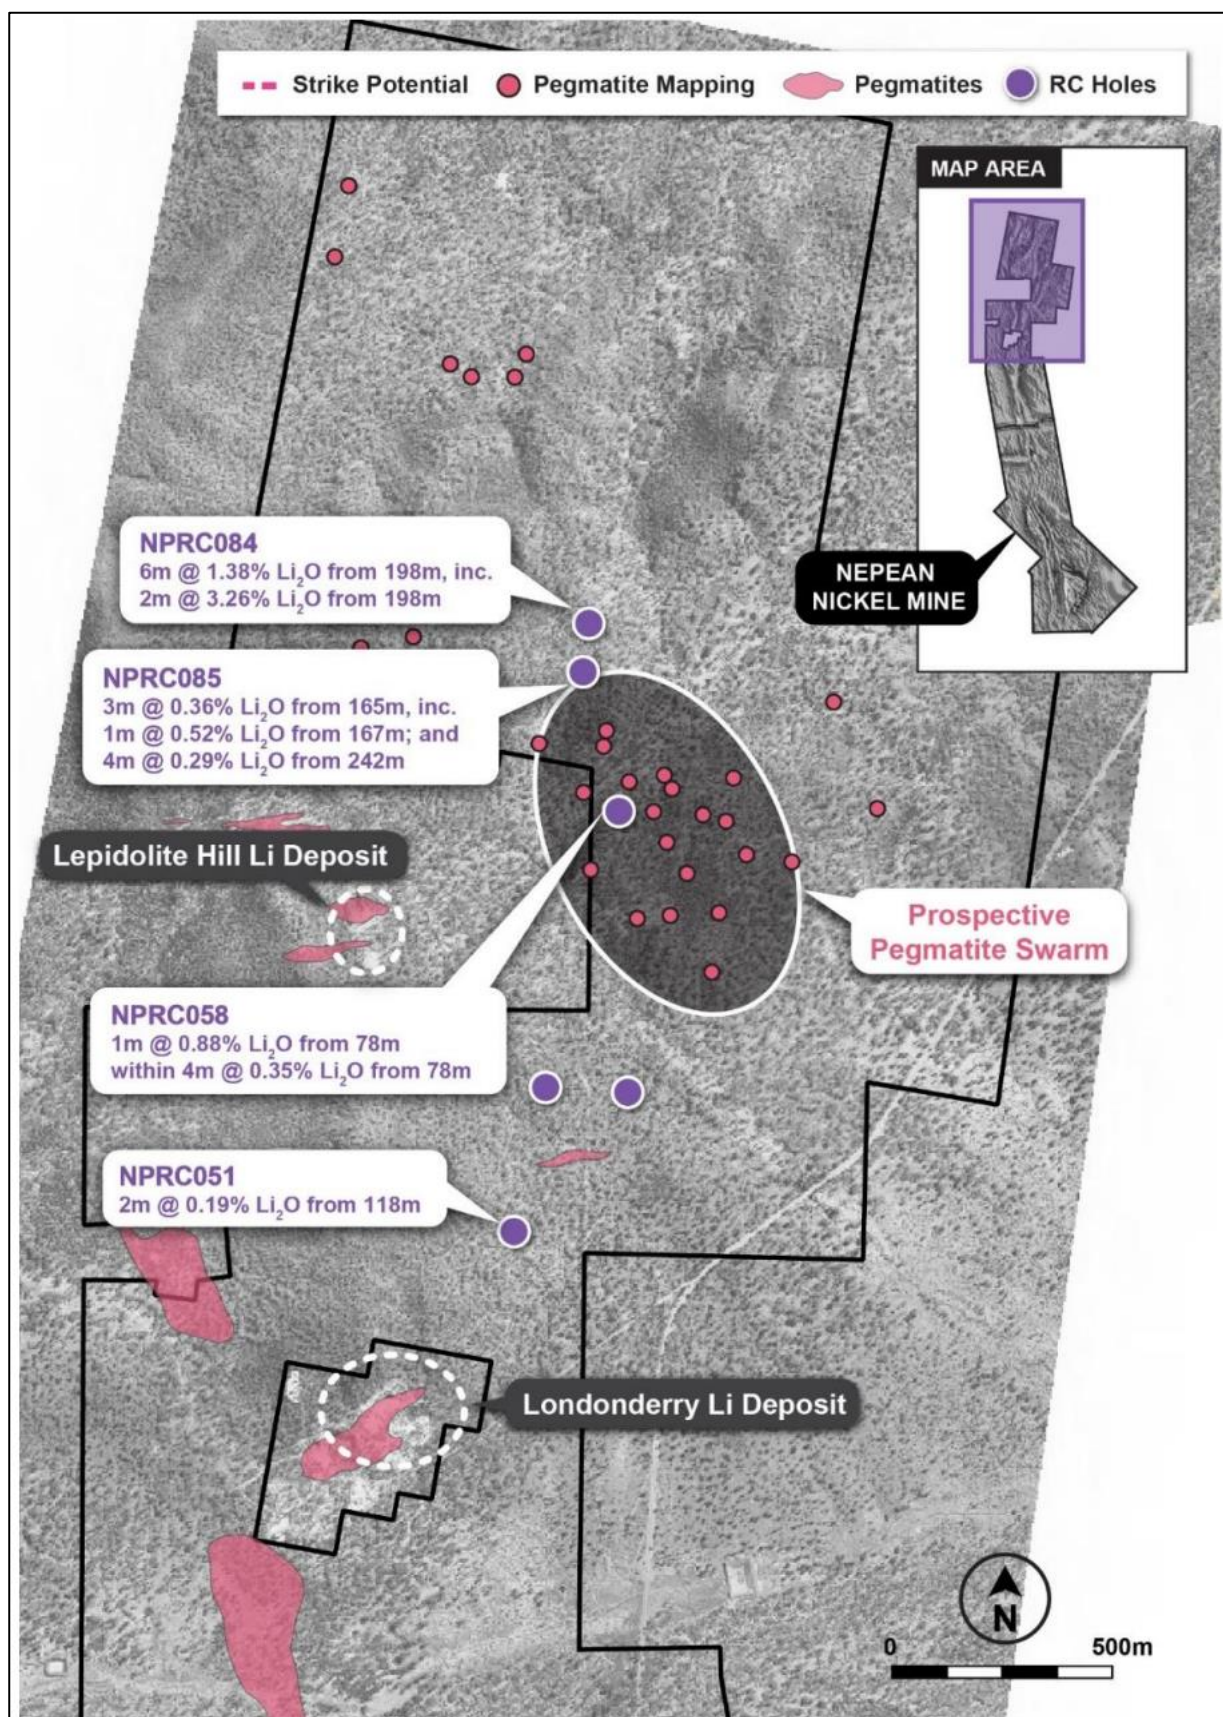 Strike Potential
Pegmatite Mapping
Pegmatites
RC Holes
MAP AREA
NEPEAN
NICKEL MINE
NPRC084
6m @ 1.38% Li₂O from 198m, inc.
2m @ 3.26% Li₂O from 198m
NPRC085
3m @ 0.36% Li₂O from 165m, inc.
1m @ 0.52% Li₂O from 167m; and
4m @ 0.29% Li₂O from 242m
Lepidolite Hill Li Deposit
Prospective
Pegmatite Swarm
NPRC058
1m @ 0.88% Li₂O from 78m
within 4m @ 0.35% Li₂O from 78m
NPRC051
2m @ 0.19% Li₂O from 118m
Londonderry Li Deposit
N
0
500m